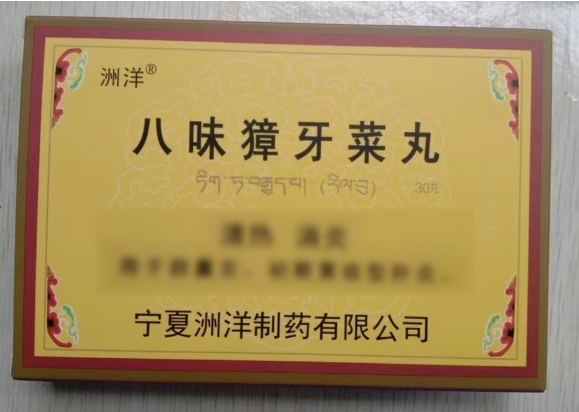 洲洋®
八味獐牙菜丸
ཏིག་ཏ་བརྒྱད་པ། (རིལ་བུ)
30丸
宁夏洲洋制药有限公司